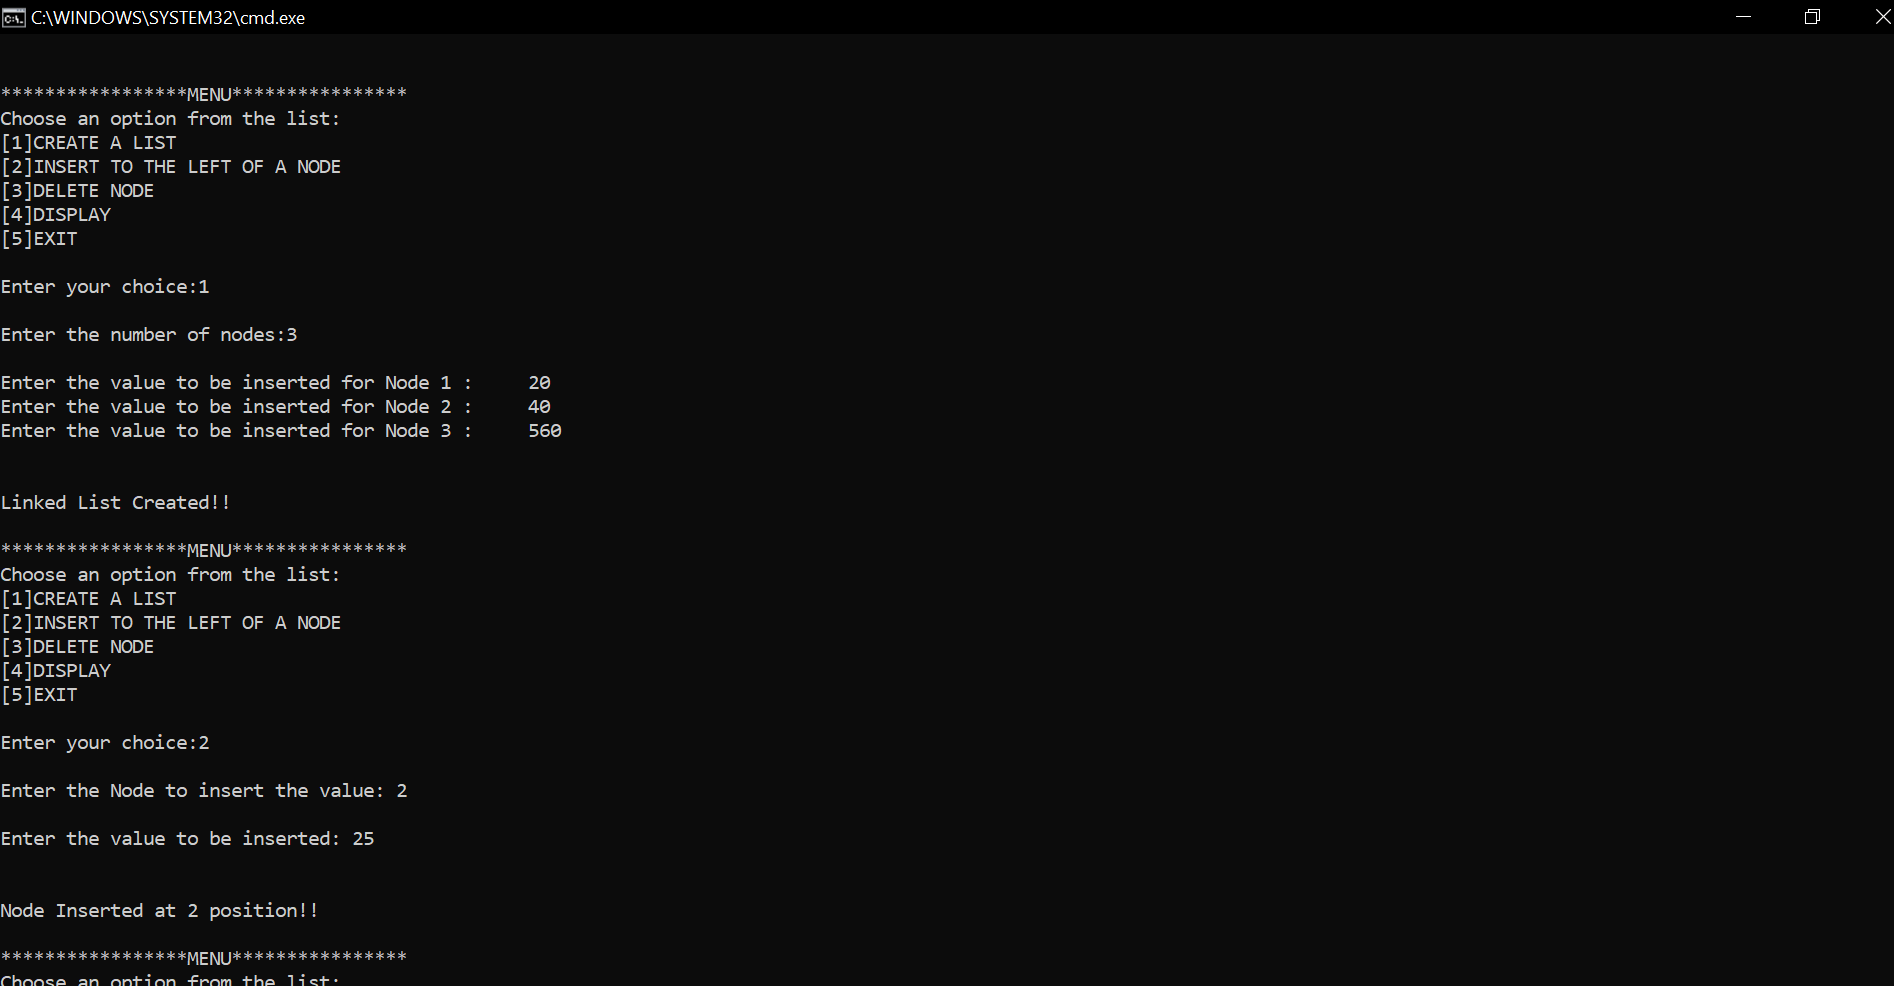 C:\WINDOWS\SYSTEM32\cmd.exe
*****************MENU****************
Choose an option from the list:
[1]CREATE A LIST
[2]INSERT TO THE LEFT OF A NODE
[3]DELETE NODE
[4]DISPLAY
[5]EXIT
Enter your choice:1
Enter the number of nodes:3
Enter the value to be inserted for Node 1 :     20
Enter the value to be inserted for Node 2 :     40
Enter the value to be inserted for Node 3 :     560
Linked List Created!!
*****************MENU****************
Choose an option from the list:
[1]CREATE A LIST
[2]INSERT TO THE LEFT OF A NODE
[3]DELETE NODE
[4]DISPLAY
[5]EXIT
Enter your choice:2
Enter the Node to insert the value: 2
Enter the value to be inserted: 25
Node Inserted at 2 position!!
*****************MENU****************
Choose an option from the list: